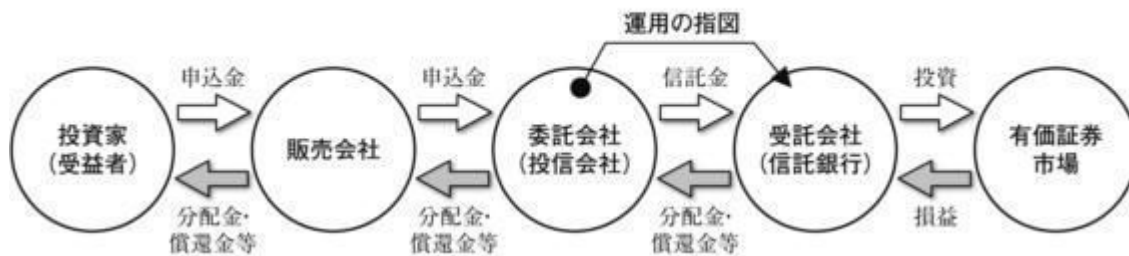 運用の指図
申込金
申込金
信託金
投資
投資家
(受益者)
販売会社
委託会社
(投信会社)
受託会社
(信託銀行)
有価証券
市場
分配金・
償還金等
分配金・
償還金等
分配金・
償還金等
損益